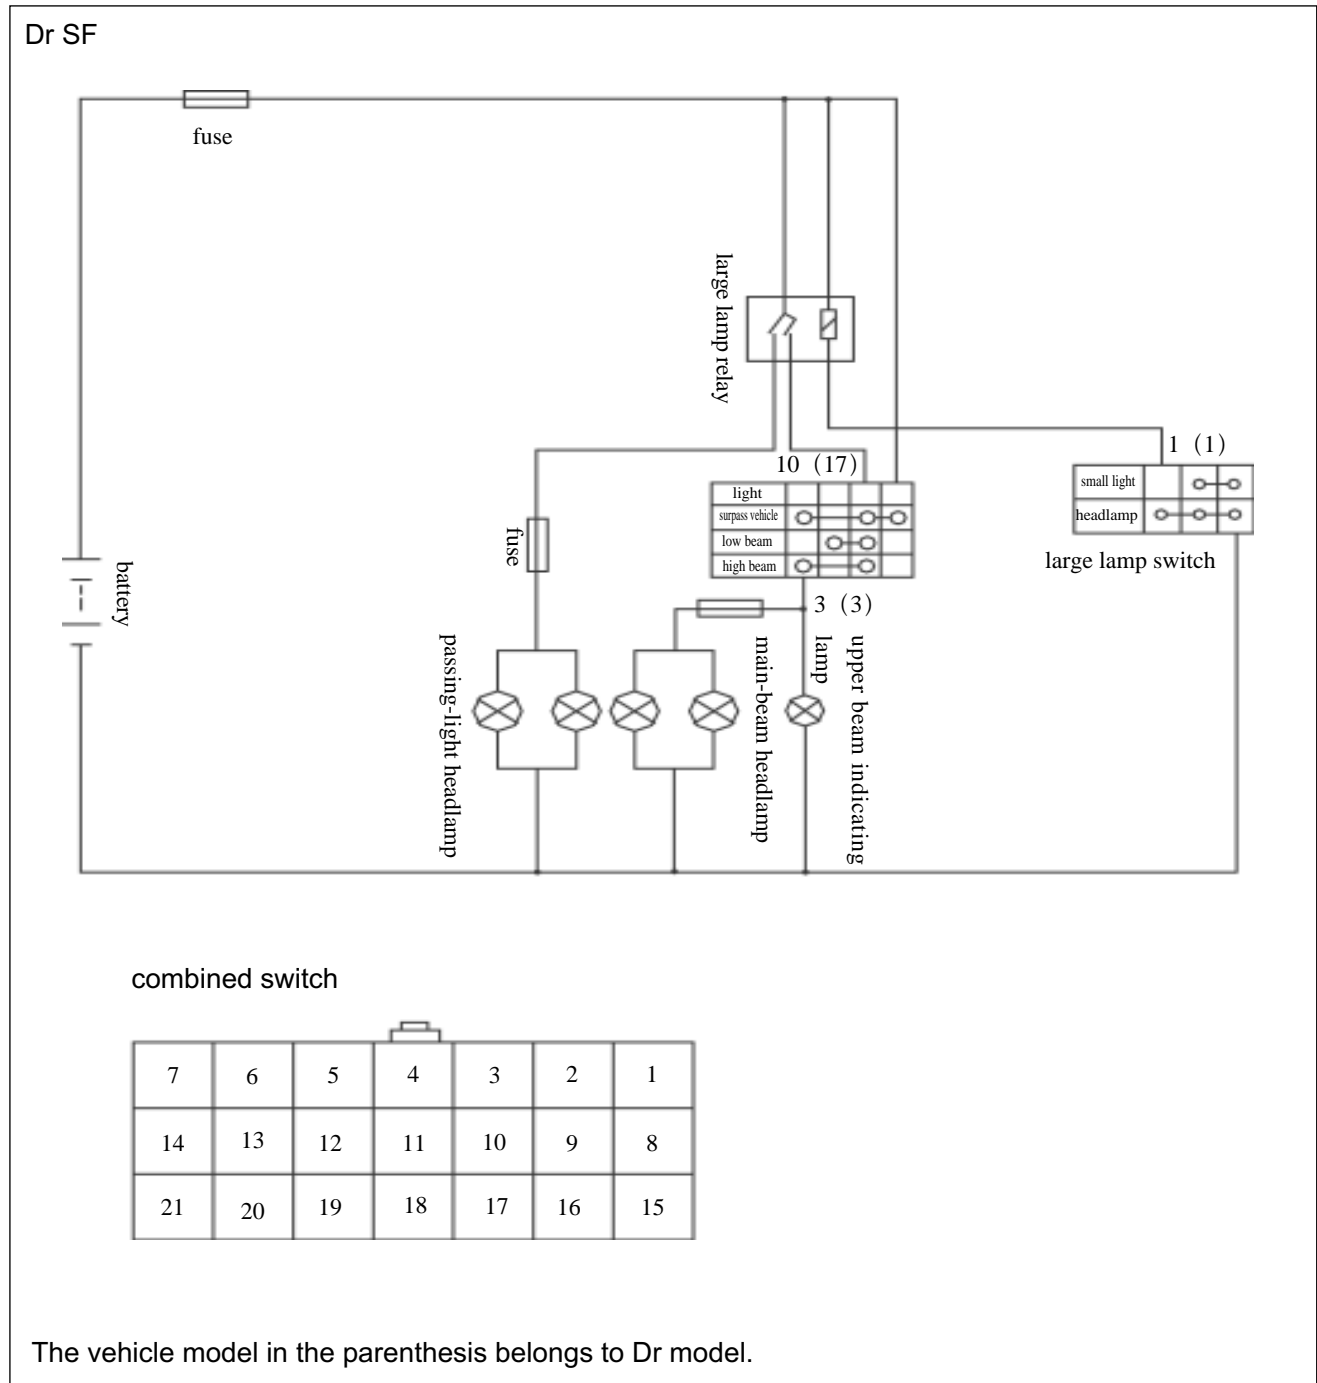 Dr SF
fuse
large lamp relay
1 (1)
10 (17)
small light
headlamp
large lamp switch
light
surpass vehicle
low beam
high beam
fuse
battery
3 (3)
passing-light headlamp
main-beam headlamp
lamp
upper beam indicating
combined switch
7 6 5 4 3 2 1
14 13 12 11 10 9 8
21 20 19 18 17 16 15
The vehicle model in the parenthesis belongs to Dr model.